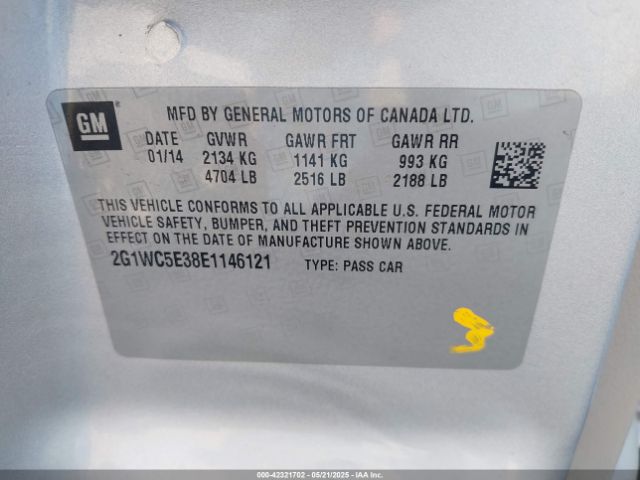 GM
MFD BY GENERAL MOTORS OF CANADA LTD.
DATE GVWR GAWR FRT GAWR RR
01/14 2134 KG 1141 KG 993 KG
4704 LB 2516 LB 2188 LB
THIS VEHICLE CONFORMS TO ALL APPLICABLE U.S. FEDERAL MOTOR
VEHICLE SAFETY, BUMPER, AND THEFT PREVENTION STANDARDS IN
EFFECT ON THE DATE OF MANUFACTURE SHOWN ABOVE.
2G1WC5E38E1146121 TYPE: PASS CAR
000-42321702 - 05/21/2025 - IAAI.COM